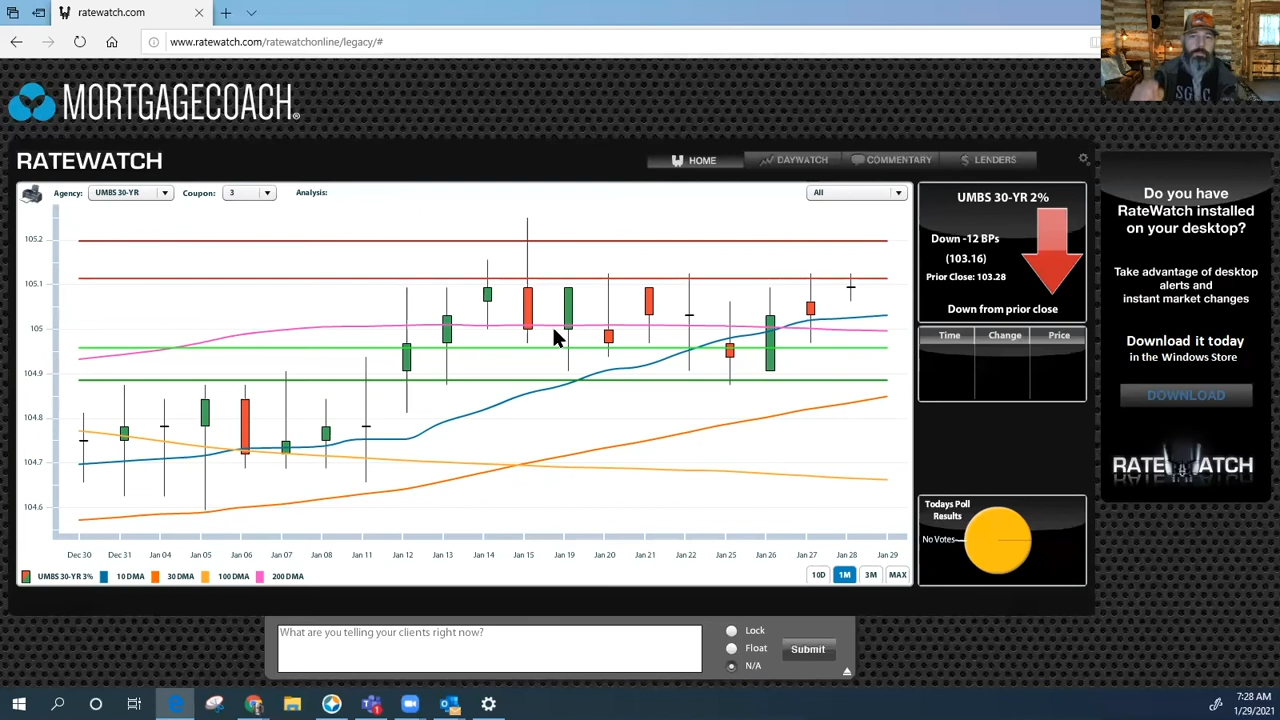 ratewatch.com
www.ratewatch.com/ratewatchonline/legacy/#
MORTGAGECOACH®
RATEWATCH
HOME
DAYWATCH
COMMENTARY
LENDERS
Agency:
UMBS 30-YR
Coupon:
3
Analysis:
All
105.2
105.1
105
104.9
104.8
104.7
104.6
Dec 30 Dec 31 Jan 04 Jan 05 Jan 06 Jan 07 Jan 08 Jan 11 Jan 12 Jan 13 Jan 14 Jan 15 Jan 19 Jan 20 Jan 21 Jan 22 Jan 25 Jan 26 Jan 27 Jan 28 Jan 29
UMBS 30-YR 3% 10 DMA 30 DMA 100 DMA 200 DMA
10D 1M 3M MAX
UMBS 30-YR 2%
Down -12 BPs
(103.16)
Prior Close: 103.28
Down from prior close
Time Change Price
Todays Poll
Results
No Votes
Do you have
RateWatch installed
on your desktop?
Take advantage of desktop
alerts and
instant market changes
Download it today
in the Windows Store
DOWNLOAD
RATEWATCH
What are you telling your clients right now?
Lock
Float
N/A
Submit
7:28 AM
1/29/2021